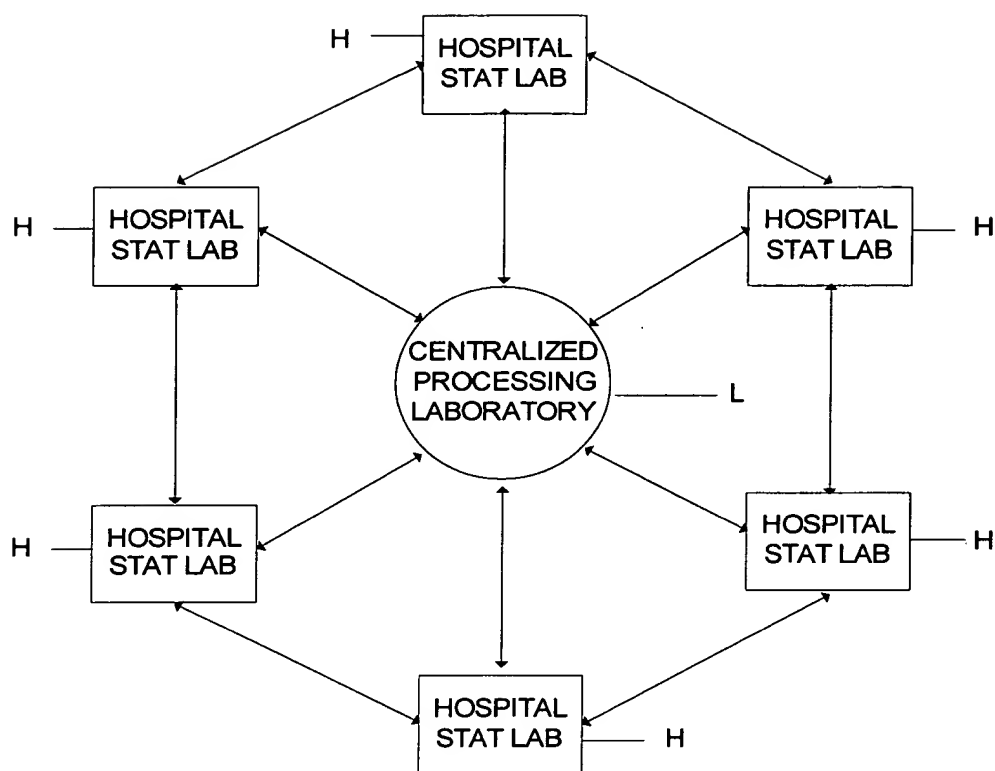 H
HOSPITAL
STAT LAB
H
HOSPITAL
STAT LAB
HOSPITAL
STAT LAB
H
CENTRALIZED
PROCESSING
LABORATORY
L
H
HOSPITAL
STAT LAB
HOSPITAL
STAT LAB
H
HOSPITAL
STAT LAB
H